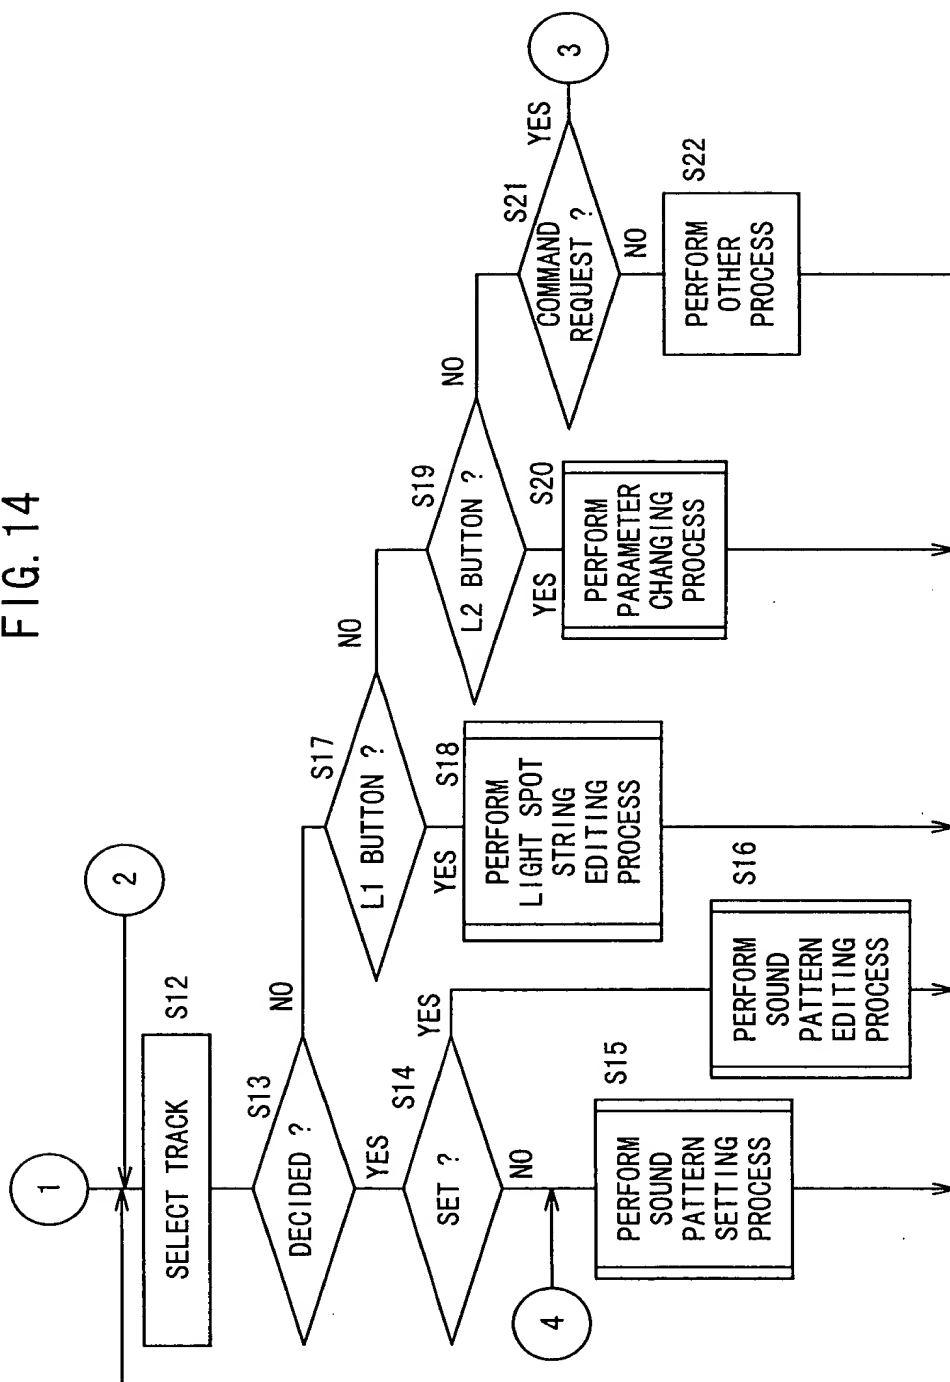 FIG. 14
1
2
SELECT TRACK
S12
DECIDED ?
S13
NO
YES
SET ?
S14
YES
NO
4
PERFORM
SOUND
PATTERN
SETTING
PROCESS
S15
PERFORM
SOUND
PATTERN
EDITING
PROCESS
S16
L1 BUTTON ?
S17
NO
YES
PERFORM
LIGHT SPOT
STRING
EDITING
PROCESS
S18
L2 BUTTON ?
S19
NO
YES
PERFORM
PARAMETER
CHANGING
PROCESS
S20
COMMAND
REQUEST ?
S21
YES
3
NO
PERFORM
OTHER
PROCESS
S22